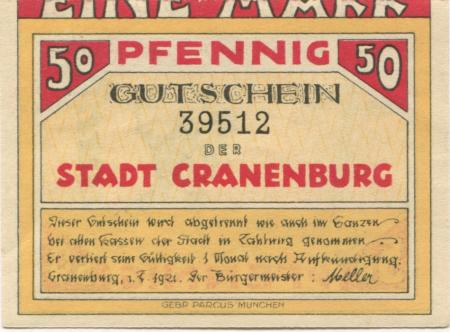 EINE MARK
50 PFENNIG 50
GUTSCHEIN
39512
DER
STADT CRANENBURG
Dieser Gutschein wird abgetrennt wie auch im Ganzen
bei allen Kassen der Stadt in Zahlung genommen
Er verliert seine Gültigkeit 1 Monat nach Aufkündigung.
Cranenburg, 1. 7. 1921. Der Bürgermeister: Meller
GEBR PARCUS MÜNCHEN